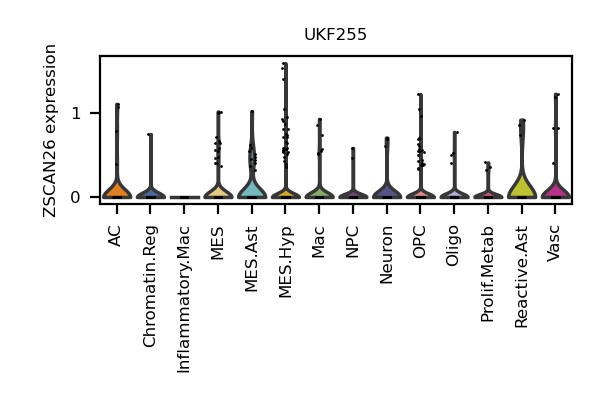 UKF255
ZSCAN26 expression
1
0
AC
Chromatin.Reg
Inflammatory.Mac
MES
MES.Ast
MES.Hyp
Mac
NPC
Neuron
OPC
Oligo
Prolif.Metab
Reactive.Ast
Vasc